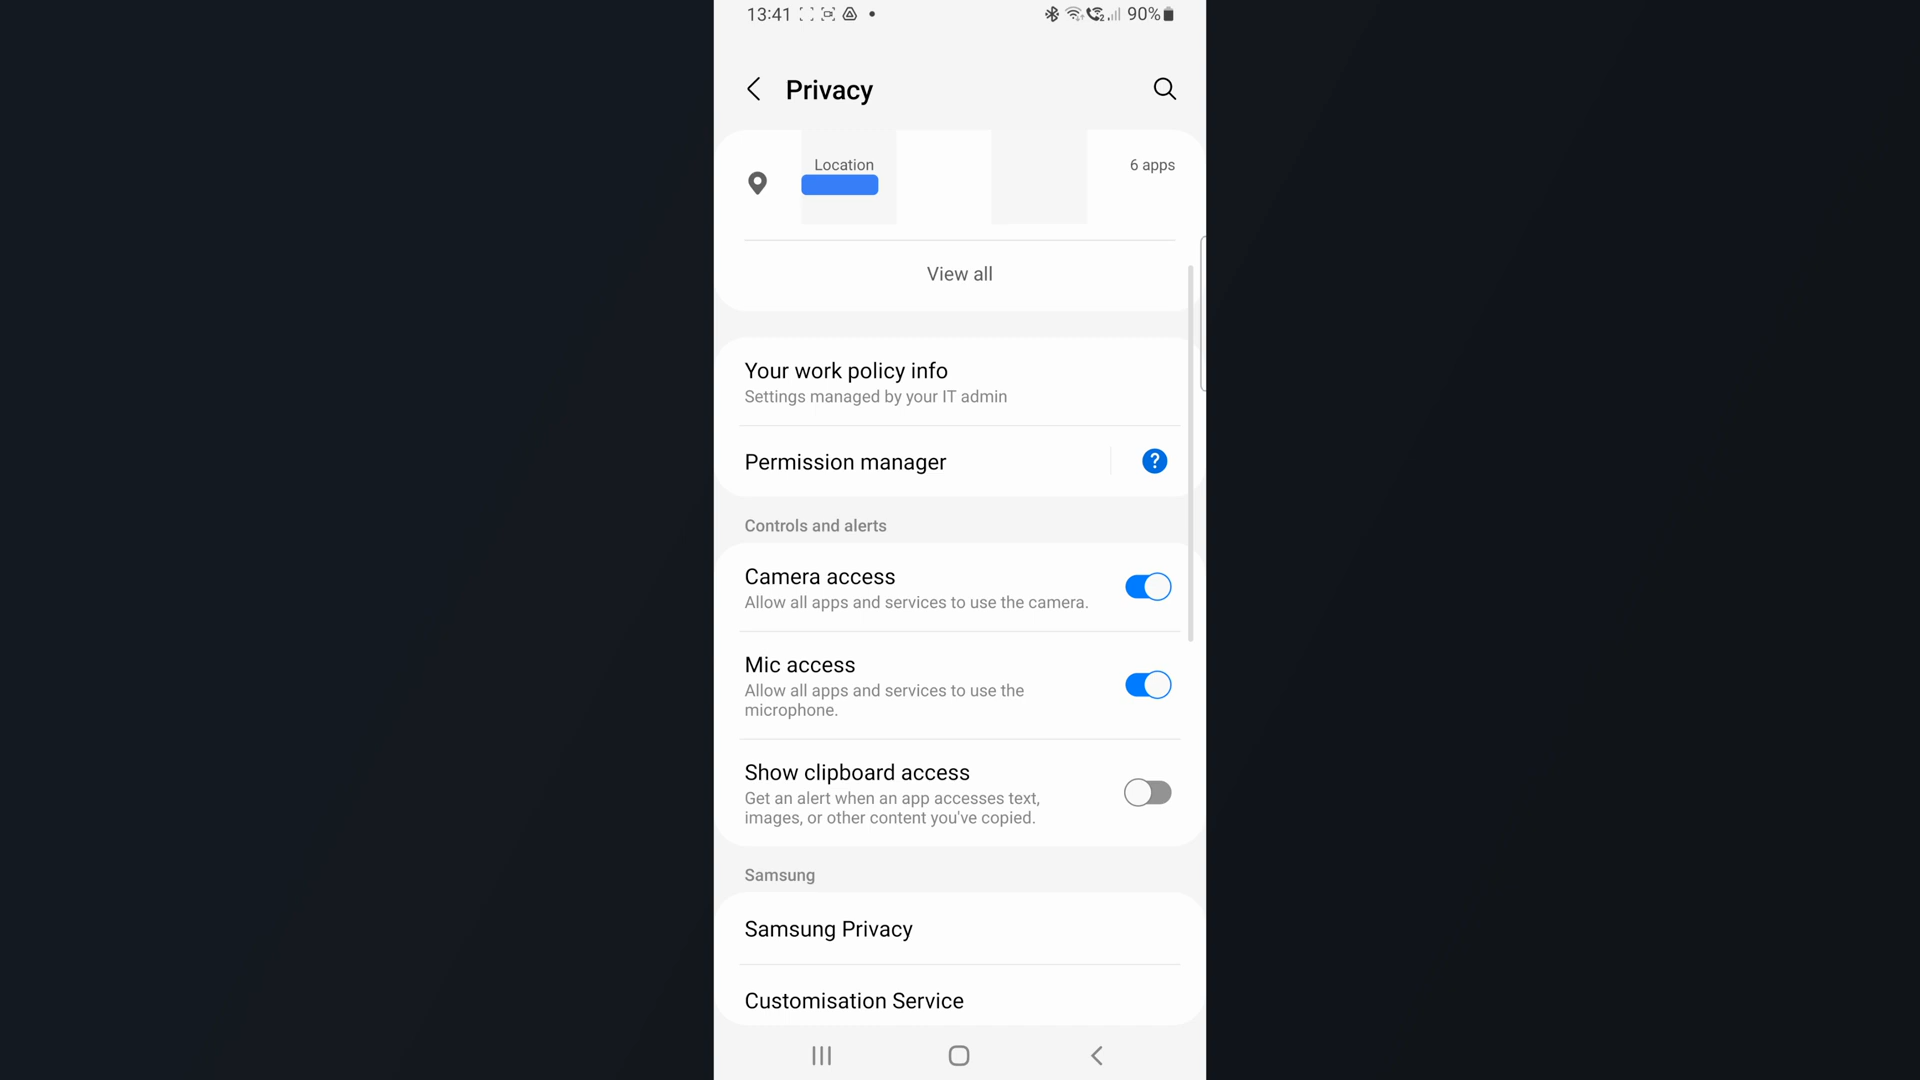 13:41
90%
Privacy
Location
6 apps
View all
Your work policy info
Settings managed by your IT admin
Permission manager
?
Controls and alerts
Camera access
Allow all apps and services to use the camera.
Mic access
Allow all apps and services to use the
microphone.
Show clipboard access
Get an alert when an app accesses text,
images, or other content you've copied.
Samsung
Samsung Privacy
Customisation Service